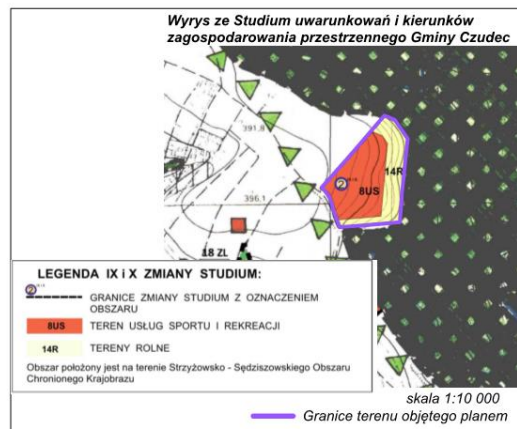 Wyrys ze Studium uwarunkowań i kierunków
zagospodarowania przestrzennego Gminy Czudec
391,8
14R
2
8US
396,1
18 ZL
LEGENDA IX i X ZMIANY STUDIUM:
2
GRANICE ZMIANY STUDIUM Z OZNACZENIEM
OBSZARU
8US TEREN USŁUG SPORTU I REKREACJI
14R TERENY ROLNE
Obszar położony jest na terenie Strzyżowsko - Sędziszowskiego Obszaru
Chronionego Krajobrazu
skala 1:10 000
Granice terenu objętego planem